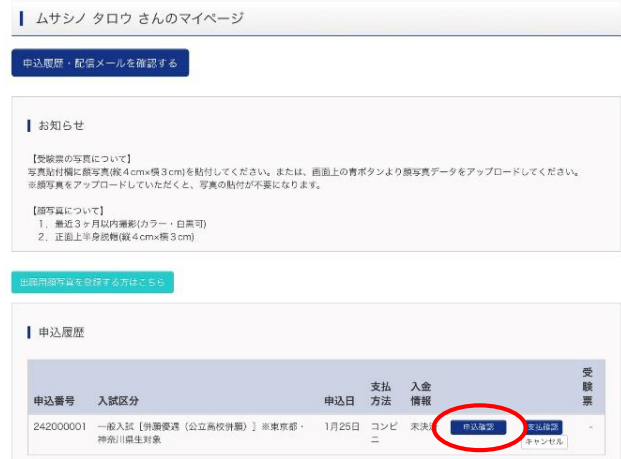 ムサシノ タロウ さんのマイページ
申込履歴・配信メールを確認する
お知らせ
【受験票の写真について】
写真貼付欄に顔写真(縦4cm×横3cm)を貼付してください。または、画面上の青ボタンより顔写真データをアップロードしてください。
※顔写真をアップロードしていただくと、写真の貼付が不要になります。
【顔写真について】
1、最近3ヶ月以内撮影(カラー・白黒可)
2、正面上半身脱帽(縦4cm×横3cm)
出願用顔写真を登録する方はこちら
申込履歴
申込番号 入試区分 申込日 支払方法 入金情報 受験票
242000001 一般入試［併願優遇（公立高校併願）］※東京都・ 1月25日 コンビ 未決 申込確認 支払確認 -
神奈川県生対象 ニ キャンセル